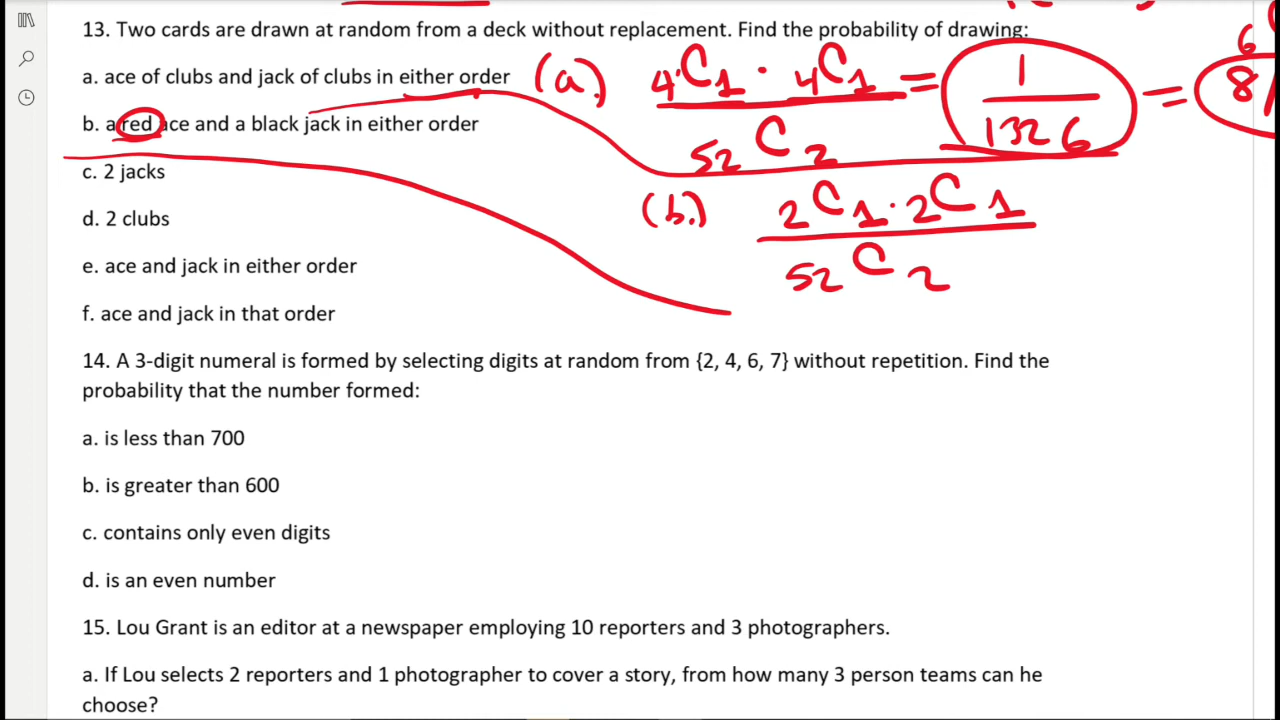 13. Two cards are drawn at random from a deck without replacement. Find the probability of drawing:
a. ace of clubs and jack of clubs in either order
(a.) 4C1 · 4C1 / 52C2 = 1/1326 =
b. a red ace and a black jack in either order
c. 2 jacks
(b.) 2C1 · 2C1 / 52C2
d. 2 clubs
e. ace and jack in either order
f. ace and jack in that order
14. A 3-digit numeral is formed by selecting digits at random from {2, 4, 6, 7} without repetition. Find the
probability that the number formed:
a. is less than 700
b. is greater than 600
c. contains only even digits
d. is an even number
15. Lou Grant is an editor at a newspaper employing 10 reporters and 3 photographers.
a. If Lou selects 2 reporters and 1 photographer to cover a story, from how many 3 person teams can he
choose?